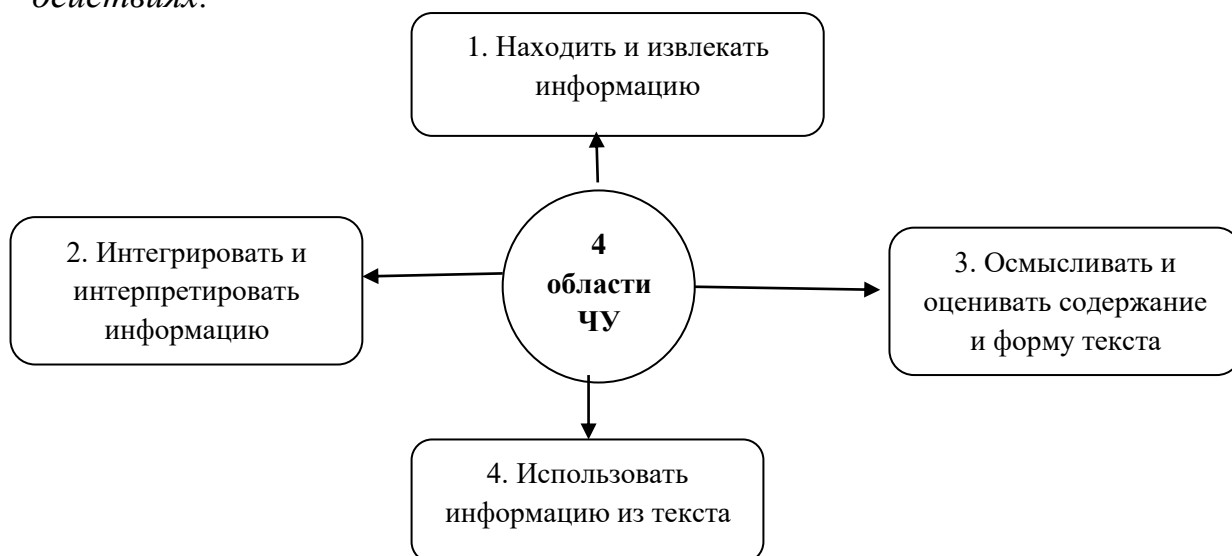 действиях.
1. Находить и извлекать
информацию
2. Интегрировать и
интерпретировать
информацию
4
области
ЧУ
3. Осмысливать и
оценивать содержание
и форму текста
4. Использовать
информацию из текста